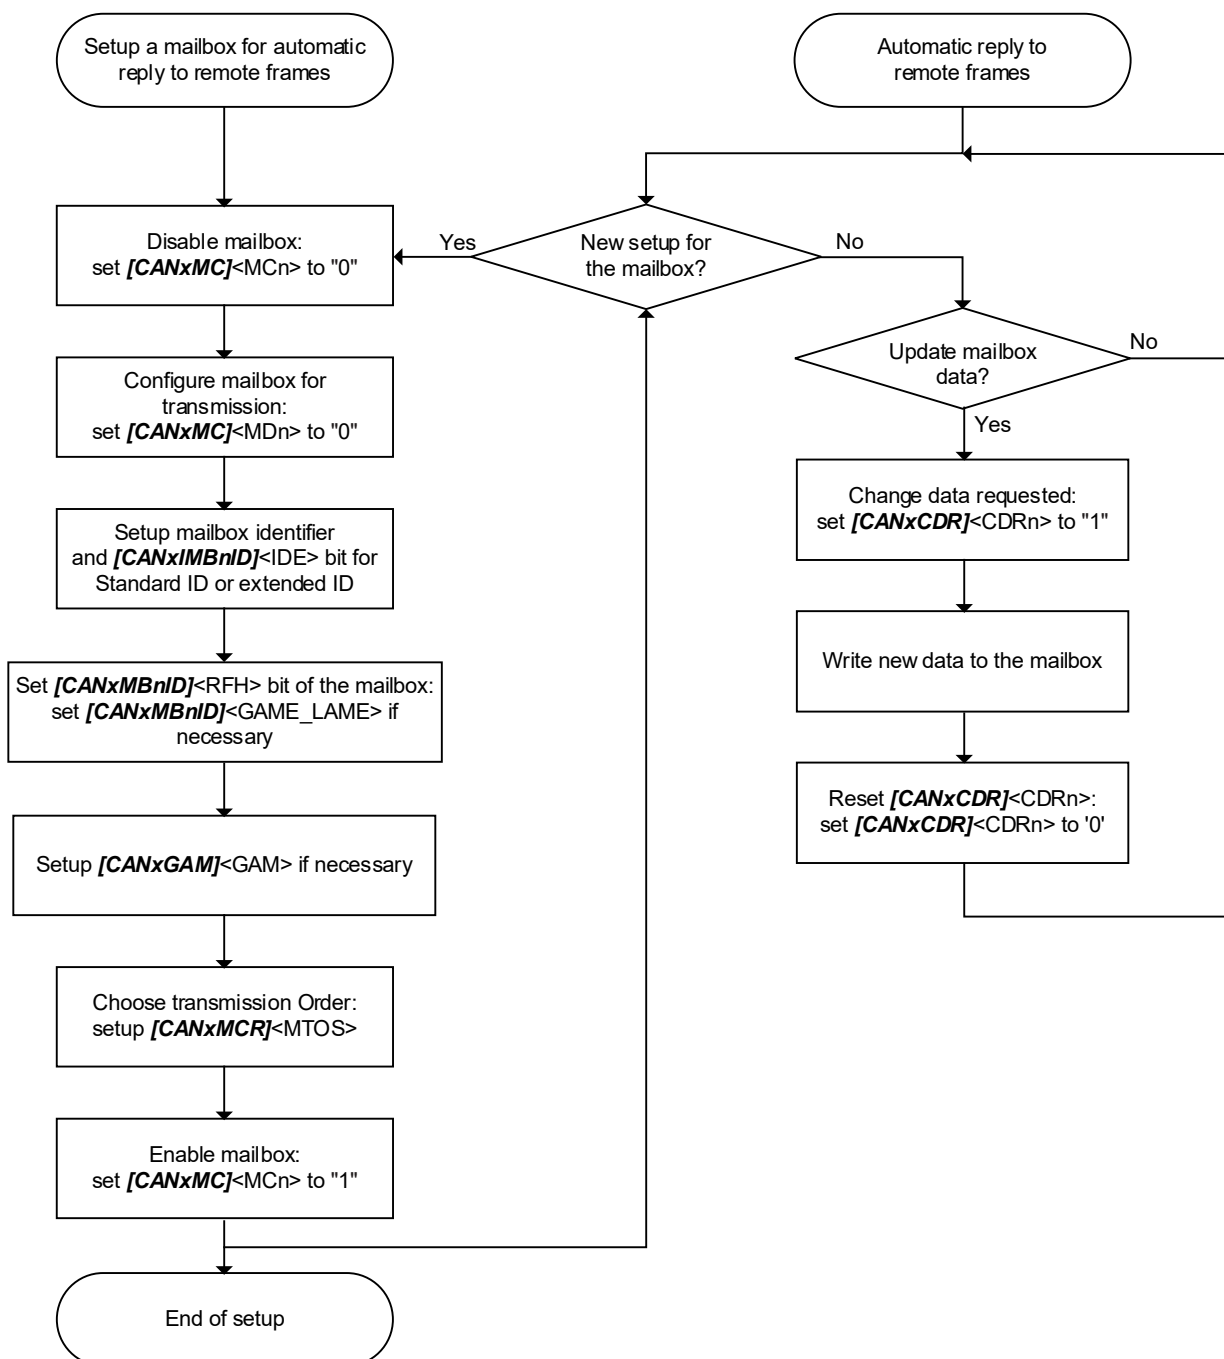 Setup a mailbox for automatic
reply to remote frames
Disable mailbox:
set [CANxMC]<MCn> to "0"
Configure mailbox for
transmission:
set [CANxMC]<MDn> to "0"
Setup mailbox identifier
and [CANxIMBnID]<IDE> bit for
Standard ID or extended ID
Set [CANxMBnID]<RFH> bit of the mailbox:
set [CANxMBnID]<GAME_LAME> if
necessary
Setup [CANxGAM]<GAM> if necessary
Choose transmission Order:
setup [CANxMCR]<MTOS>
Enable mailbox:
set [CANxMC]<MCn> to "1"
End of setup
Automatic reply to
remote frames
New setup for
the mailbox?
Yes
No
Update mailbox
data?
No
Yes
Change data requested:
set [CANxCDR]<CDRn> to "1"
Write new data to the mailbox
Reset [CANxCDR]<CDRn>:
set [CANxCDR]<CDRn> to '0'